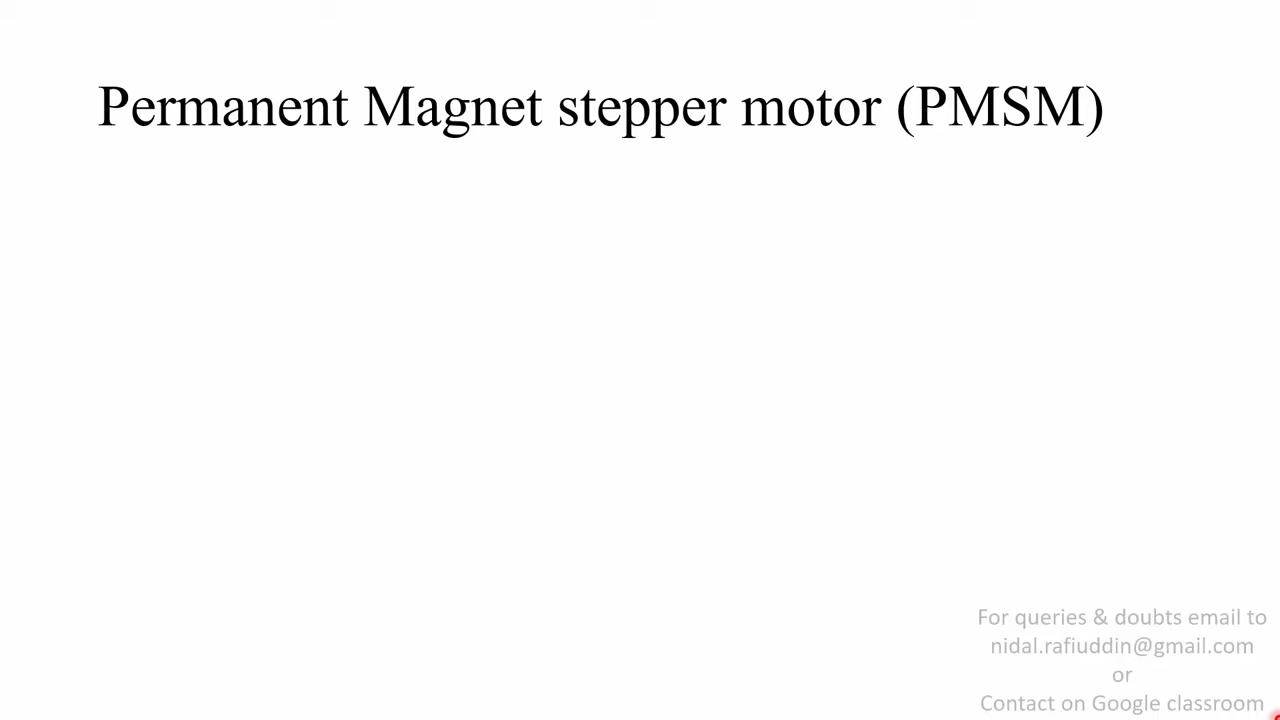 Permanent Magnet stepper motor (PMSM)
For queries & doubts email to
nidal.rafiuddin@gmail.com
or
Contact on Google classroom